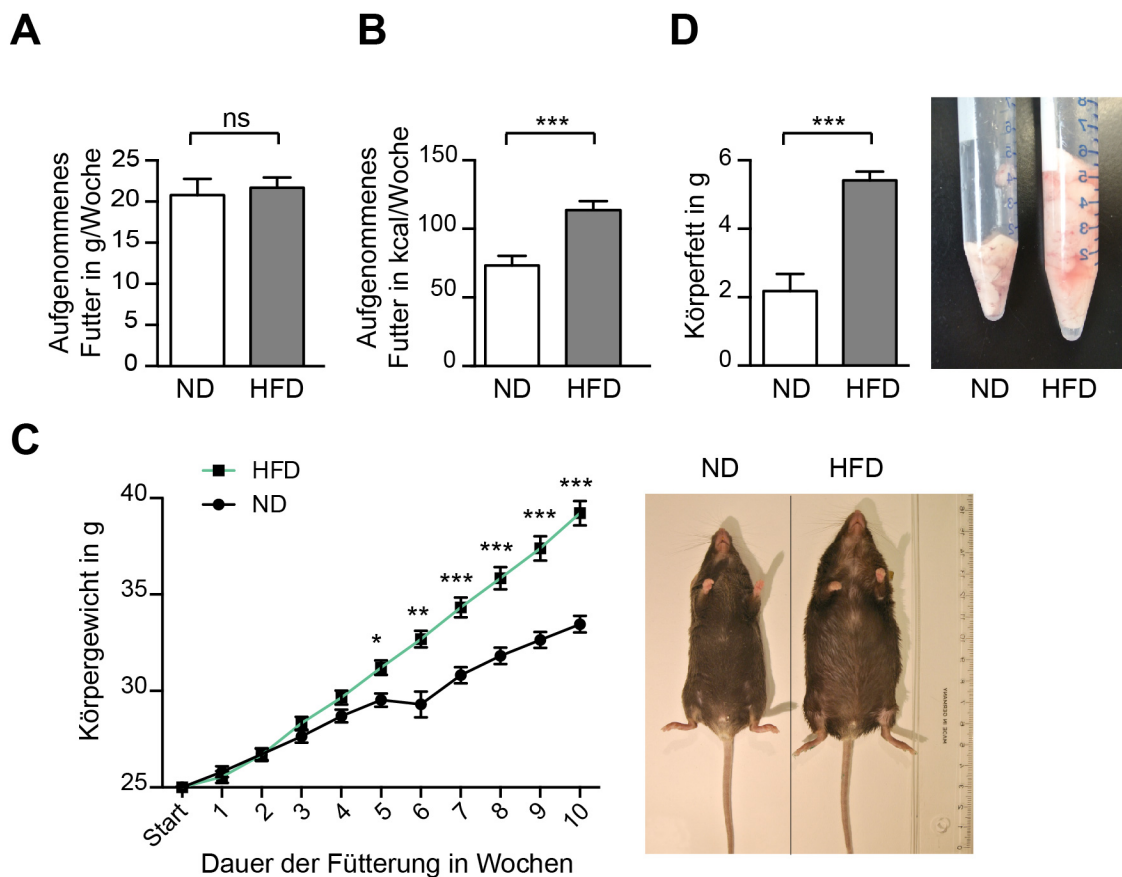 A
B
D
ns
***
***
Aufgenommenes
Futter in g/Woche
25
20
15
10
5
0
ND HFD
Aufgenommenes
Futter in kcal/Woche
150
100
50
0
ND HFD
Körperfett in g
6
4
2
0
ND HFD
ND HFD
C
HFD
ND
Körpergewicht in g
40
35
30
25
* ** *** *** *** ***
Start 1 2 3 4 5 6 7 8 9 10
Dauer der Fütterung in Wochen
ND HFD